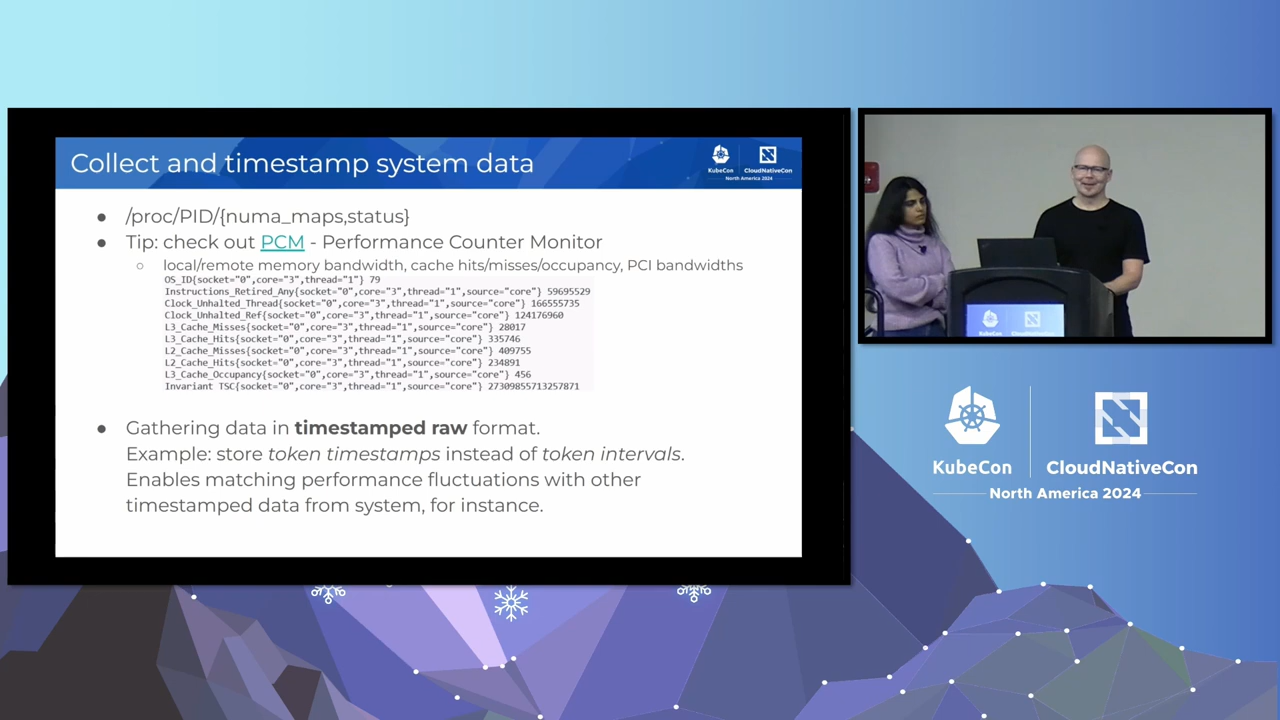 Collect and timestamp system data
KubeCon
CloudNativeCon
North America 2024
/proc/PID/{numa_maps,status}
Tip: check out PCM - Performance Counter Monitor
local/remote memory bandwidth, cache hits/misses/occupancy, PCI bandwidths
OS_ID{socket="0",core="3",thread="1"} 79
Instructions_Retired_Any{socket="0",core="3",thread="1",source="core"} 59695529
Clock_Unhalted_Thread{socket="0",core="3",thread="1",source="core"} 166555735
Clock_Unhalted_Ref{socket="0",core="3",thread="1",source="core"} 124176960
L3_Cache_Misses{socket="0",core="3",thread="1",source="core"} 28017
L3_Cache_Hits{socket="0",core="3",thread="1",source="core"} 335746
L2_Cache_Misses{socket="0",core="3",thread="1",source="core"} 409755
L2_Cache_Hits{socket="0",core="3",thread="1",source="core"} 234891
L3_Cache_Occupancy{socket="0",core="3",thread="1",source="core"} 456
Invariant_TSC{socket="0",core="3",thread="1",source="core"} 27309855713257871
Gathering data in timestamped raw format.
Example: store token timestamps instead of token intervals.
Enables matching performance fluctuations with other
timestamped data from system, for instance.
KubeCon
CloudNativeCon
North America 2024